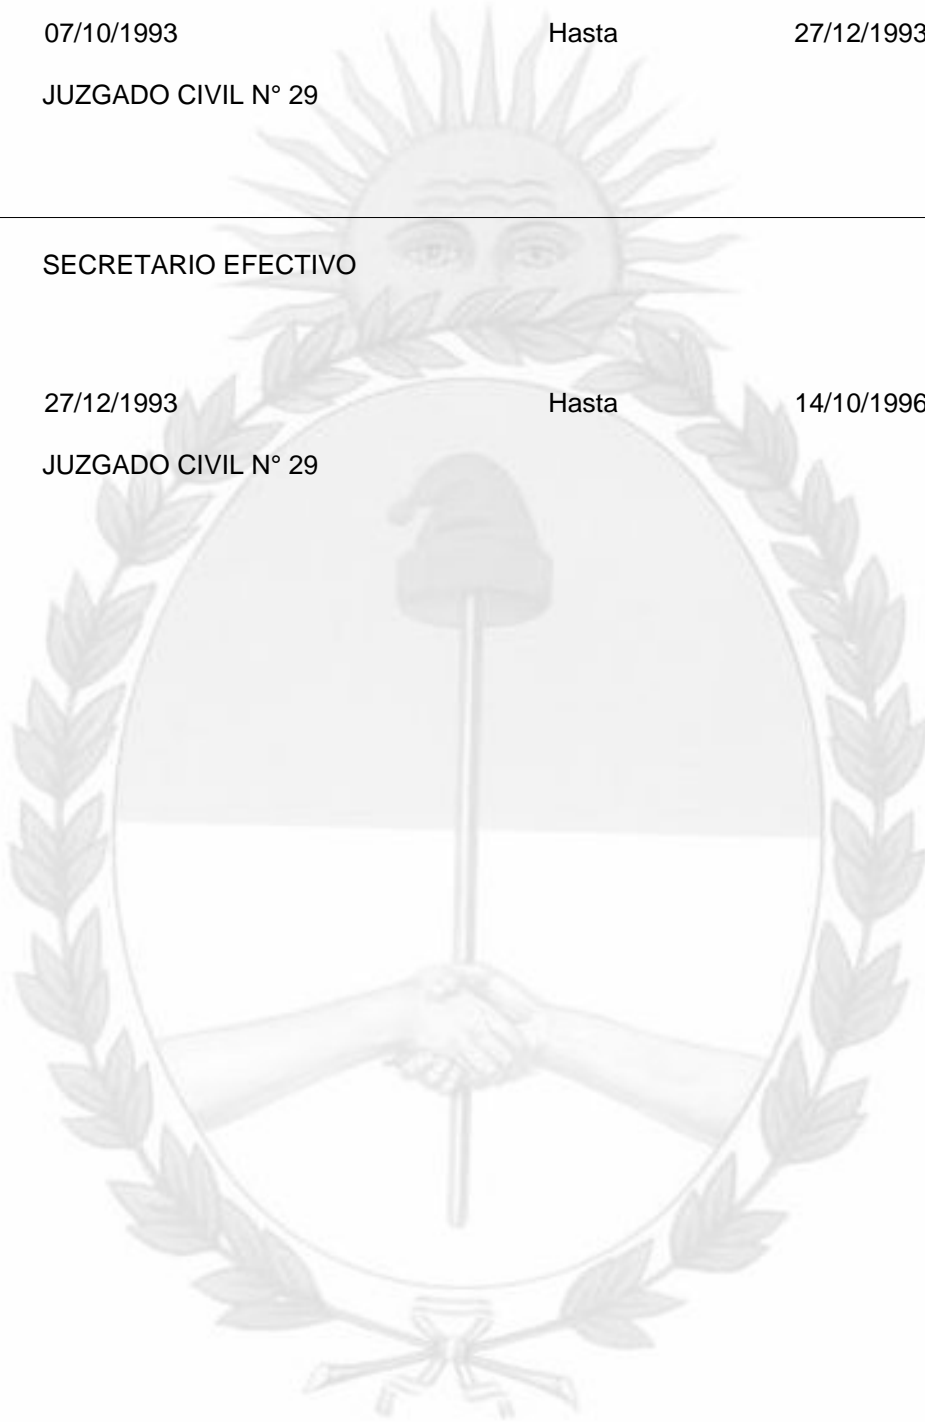 07/10/1993 Hasta 27/12/1993
JUZGADO CIVIL N° 29
SECRETARIO EFECTIVO
27/12/1993 Hasta 14/10/1996
JUZGADO CIVIL N° 29